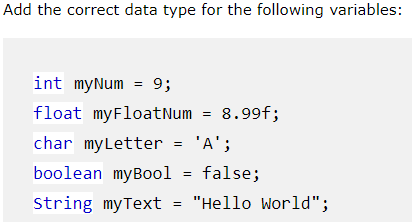 Add the correct data type for the following variables:
int myNum = 9;
float myFloatNum = 8.99f;
char myLetter = 'A';
boolean myBool = false;
String myText = "Hello World";